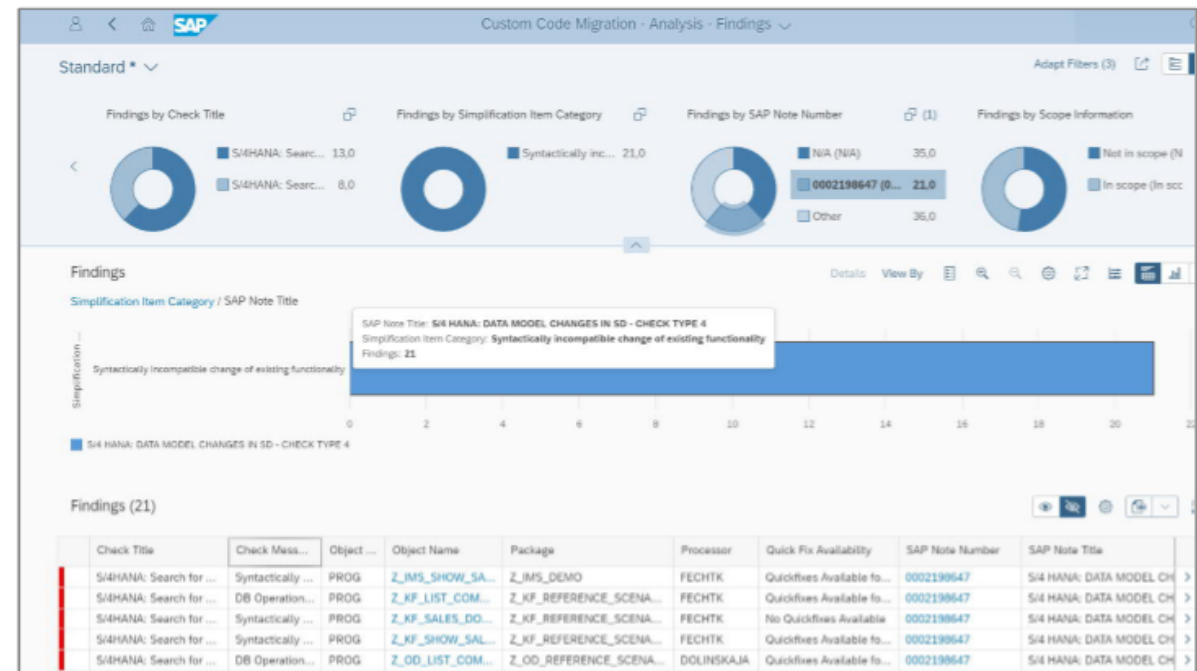 SAP
Custom Code Migration - Analysis - Findings
Standard *
Adapt Filters (3)
Findings by Check Title
S/4HANA: Searc... 13,0
S/4HANA: Searc... 8,0
Findings by Simplification Item Category
Syntactically inc... 21,0
Findings by SAP Note Number (1)
N/A (N/A) 35,0
0002198647 (0... 21,0
Other 36,0
Findings by Scope Information
Not in scope (N
In scope (In scc
Findings
Details View By
Simplification Item Category / SAP Note Title
SAP Note Title: S/4 HANA: DATA MODEL CHANGES IN SD - CHECK TYPE 4
Simplification Item Category: Syntactically incompatible change of existing functionality
Findings: 21
Simplification ...
Syntactically incompatible change of existing functionality
0 2 4 6 8 10 12 14 16 18 20 22
S/4 HANA: DATA MODEL CHANGES IN SD - CHECK TYPE 4
Findings (21)
Check Title Check Mess... Object ... Object Name Package Processor Quick Fix Availability SAP Note Number SAP Note Title
S/4HANA: Search for ... Syntactically ... PROG Z_IMS_SHOW_SA... Z_IMS_DEMO FECHTK Quickfixes Available fo... 0002198647 S/4 HANA: DATA MODEL CH
S/4HANA: Search for ... DB Operation... PROG Z_KF_LIST_COM... Z_KF_REFERENCE_SCENA... FECHTK Quickfixes Available fo... 0002198647 S/4 HANA: DATA MODEL CH
S/4HANA: Search for ... Syntactically ... PROG Z_KF_SALES_DO... Z_KF_REFERENCE_SCENA... FECHTK No Quickfixes Available 0002198647 S/4 HANA: DATA MODEL CH
S/4HANA: Search for ... Syntactically ... PROG Z_KF_SHOW_SAL... Z_KF_REFERENCE_SCENA... FECHTK Quickfixes Available fo... 0002198647 S/4 HANA: DATA MODEL CH
S/4HANA: Search for ... DB Operation... PROG Z_OD_LIST_COM... Z_OD_REFERENCE_SCENA... DOLINSKAJA Quickfixes Available fo... 0002198647 S/4 HANA: DATA MODEL CH